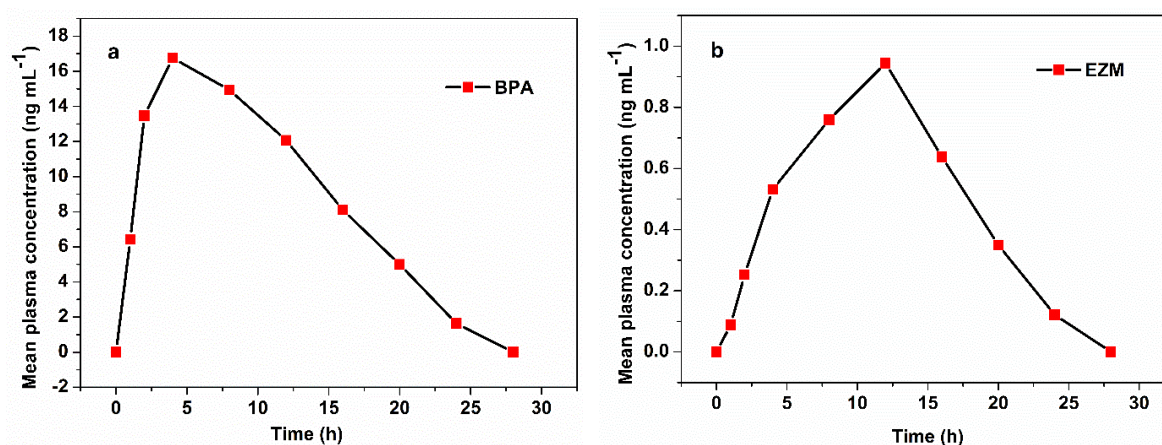 a
BPA
Mean plasma concentration (ng mL⁻¹)
18
16
14
12
10
8
6
4
2
0
-2
0 5 10 15 20 25 30
Time (h)
b
EZM
Mean plasma concentration (ng mL⁻¹)
1.0
0.8
0.6
0.4
0.2
0.0
0 5 10 15 20 25 30
Time (h)